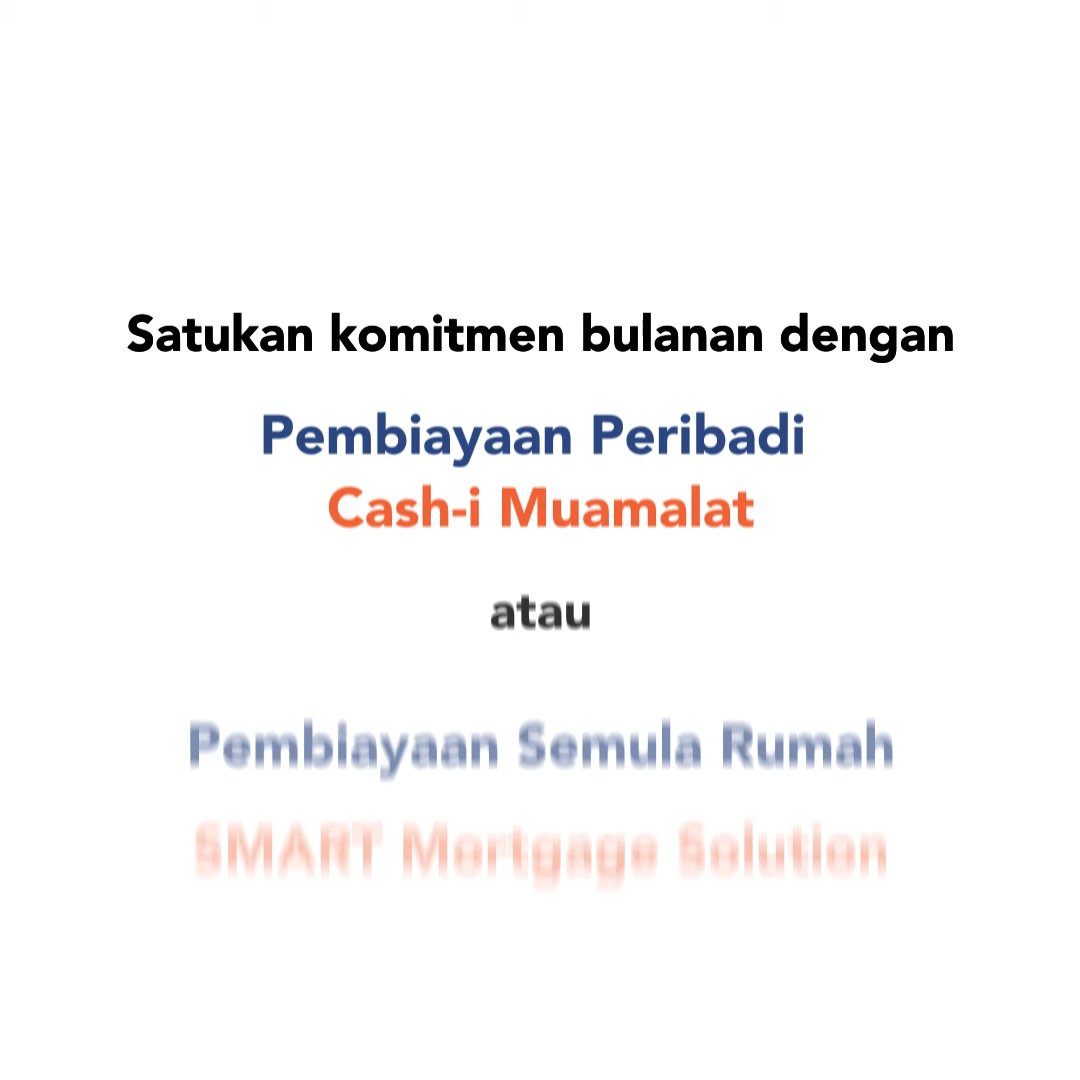 Satukan komitmen bulanan dengan
Pembiayaan Peribadi
Cash-i Muamalat
atau
Pembiayaan Semula Rumah
SMART Mortgage Solution